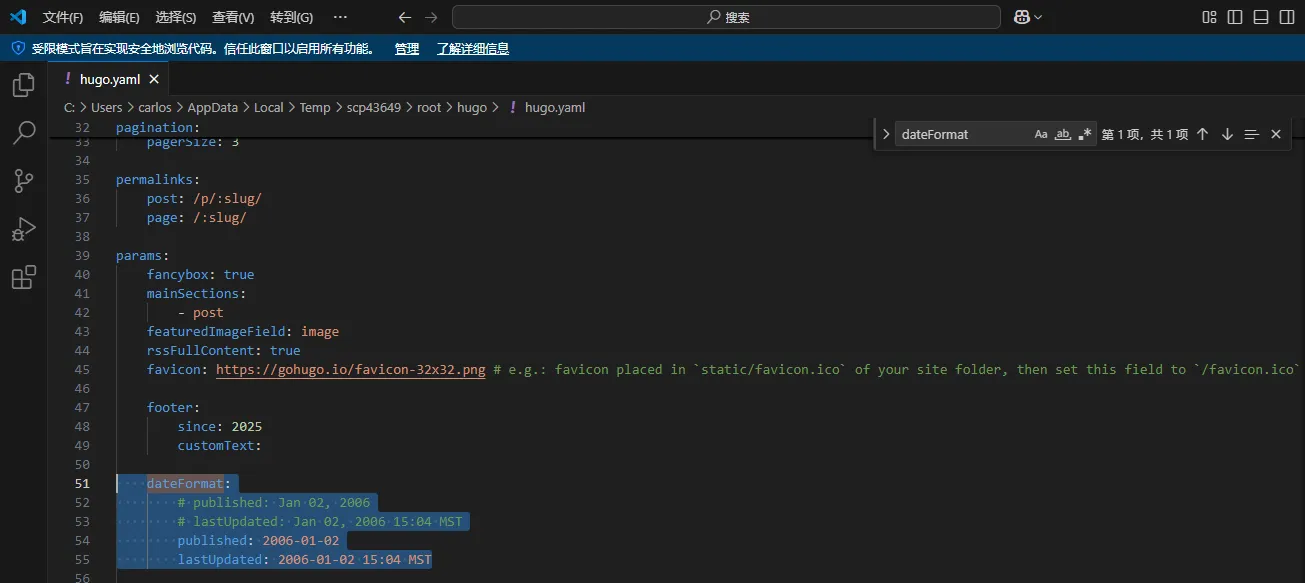 文件(F) 编辑(E) 选择(S) 查看(V) 转到(G) ··· 搜索
受限模式旨在实现安全地浏览代码。信任此窗口以启用所有功能。 管理 了解详细信息
! hugo.yaml
C: > Users > carlos > AppData > Local > Temp > scp43649 > root > hugo > ! hugo.yaml
dateFormat Aa ab .* 第 1 项，共 1 项
32 pagination:
33 pagerSize: 3
34
35 permalinks:
36 post: /p/:slug/
37 page: /:slug/
38
39 params:
40 fancybox: true
41 mainSections:
42 - post
43 featuredImageField: image
44 rssFullContent: true
45 favicon: https://gohugo.io/favicon-32x32.png # e.g.: favicon placed in `static/favicon.ico` of your site folder, then set this field to `/favicon.ico`
46
47 footer:
48 since: 2025
49 customText:
50
51 dateFormat:
52 # published: Jan 02, 2006
53 # lastUpdated: Jan 02, 2006 15:04 MST
54 published: 2006-01-02
55 lastUpdated: 2006-01-02 15:04 MST
56